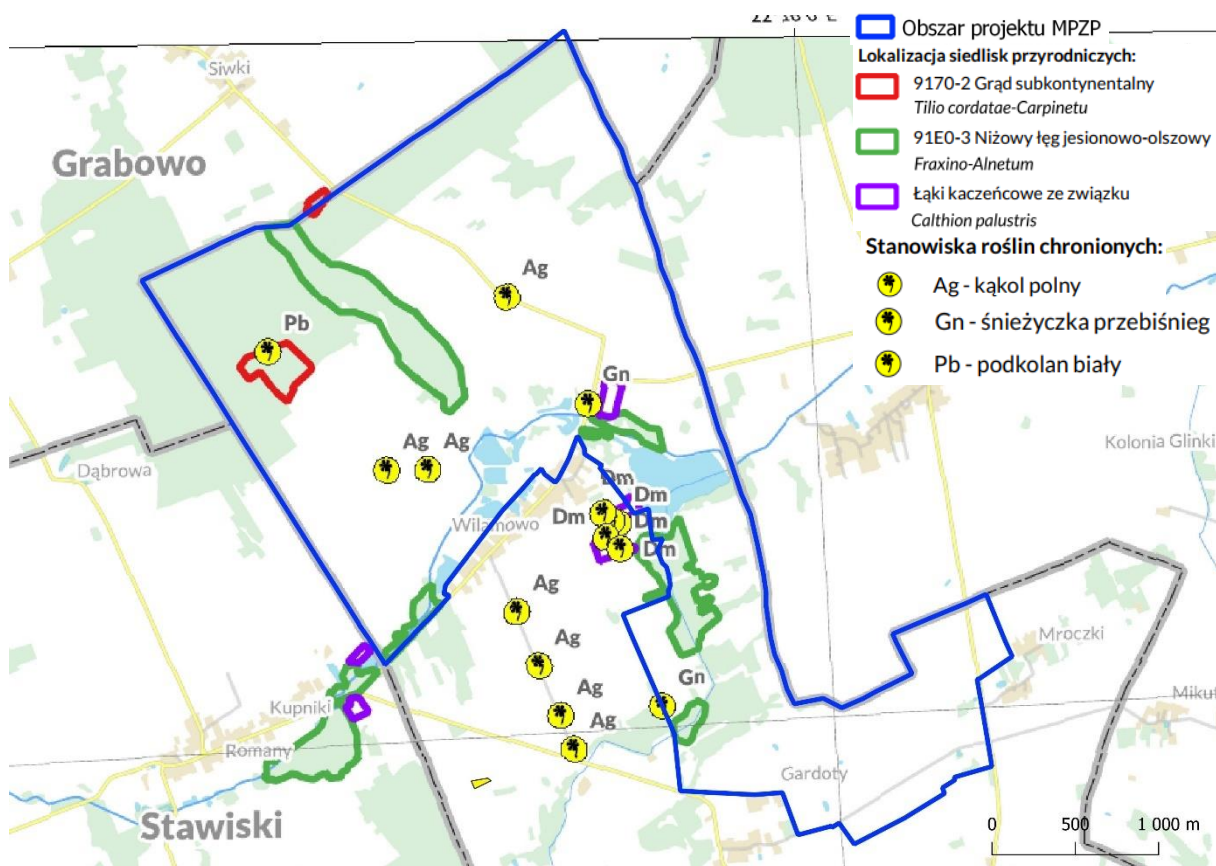 Obszar projektu MPZP
Lokalizacja siedlisk przyrodniczych:
9170-2 Grąd subkontynentalny
Tilio cordatae-Carpinetu
91E0-3 Niżowy łęg jesionowo-olszowy
Fraxino-Alnetum
Łąki kaczeńcowe ze związku
Calthion palustris
Stanowiska roślin chronionych:
Ag - kąkol polny
Gn - śnieżyczka przebiśnieg
Pb - podkolan biały
Siwki
Grabowo
Ag
Pb
Gn
Ag Ag
Kolonia Glinki
Dąbrowa
Dm
Dm
Wilamowo
Dm
Dm
Dm
Ag
Mroczki
Ag
Gn
Ag
Kupniki
Ag
Romany
Gardoty
Stawiski
0 500 1 000 m